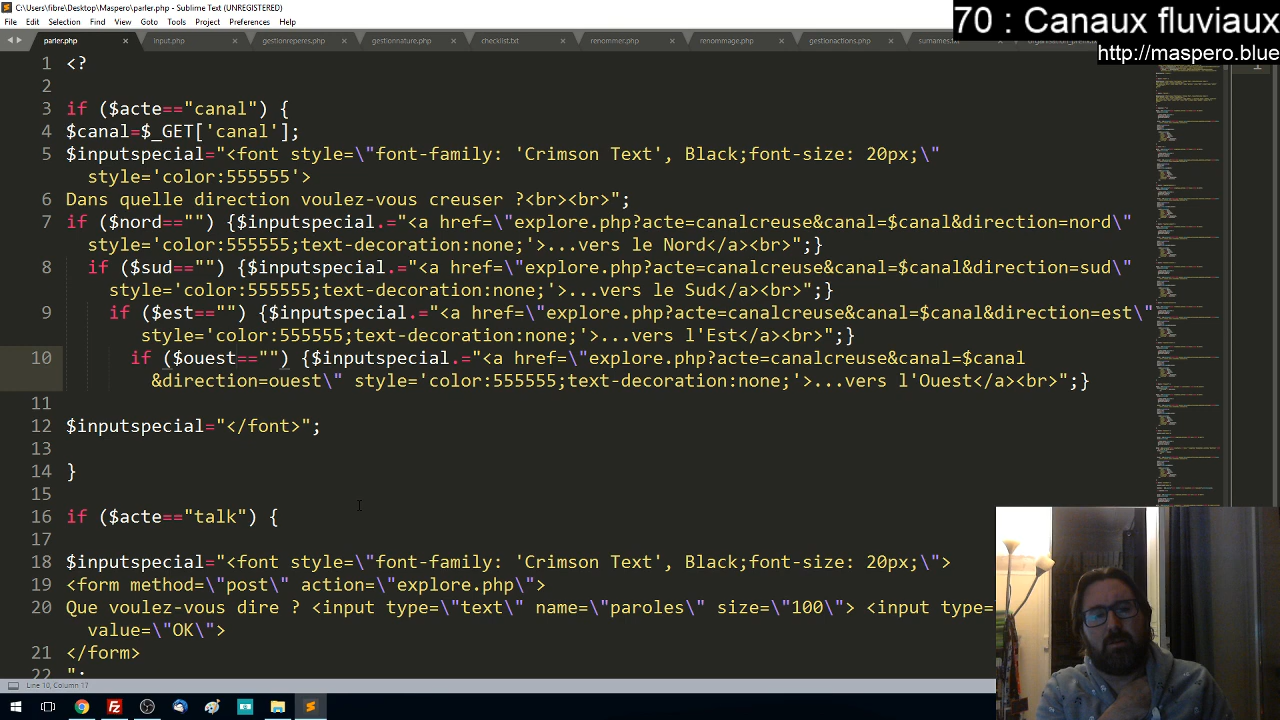 C:\Users\fibre\Desktop\Maspero\parler.php - Sublime Text (UNREGISTERED)
70 : Canaux fluviaux
File Edit Selection Find View Goto Tools Project Preferences Help
http://maspero.blue
parler.php × input.php × gestionreperes.php × gestionnature.php × checklist.txt × renommer.php × renommage.php × gestionactions.php × surnames.txt
1 <?
2
3 if ($acte=="canal") {
4 $canal=$_GET['canal'];
5 $inputspecial="<font style=\"font-family: 'Crimson Text', Black;font-size: 20px;\"
style='color:555555'>
6 Dans quelle direction voulez-vous creuser ?<br><br>";
7 if ($nord=="") {$inputspecial.="<a href=\"explore.php?acte=canalcreuse&canal=$canal&direction=nord\"
style='color:555555;text-decoration:none;'>...vers le Nord</a><br>";}
8 if ($sud=="") {$inputspecial.="<a href=\"explore.php?acte=canalcreuse&canal=$canal&direction=sud\"
style='color:555555;text-decoration:none;'>...vers le Sud</a><br>";}
9 if ($est=="") {$inputspecial.="<a href=\"explore.php?acte=canalcreuse&canal=$canal&direction=est\"
style='color:555555;text-decoration:none;'>...vers l'Est</a><br>";}
10 if ($ouest=="") {$inputspecial.="<a href=\"explore.php?acte=canalcreuse&canal=$canal
&direction=ouest\" style='color:555555;text-decoration:none;'>...vers l'Ouest</a><br>";}
11
12 $inputspecial="</font>";
13
14 }
15
16 if ($acte=="talk") {
17
18 $inputspecial="<font style=\"font-family: 'Crimson Text', Black;font-size: 20px;\">
19 <form method=\"post\" action=\"explore.php\">
20 Que voulez-vous dire ? <input type=\"text\" name=\"paroles\" size=\"100\"> <input type=
value=\"OK\">
21 </form>
22 ";
Line 10, Column 17